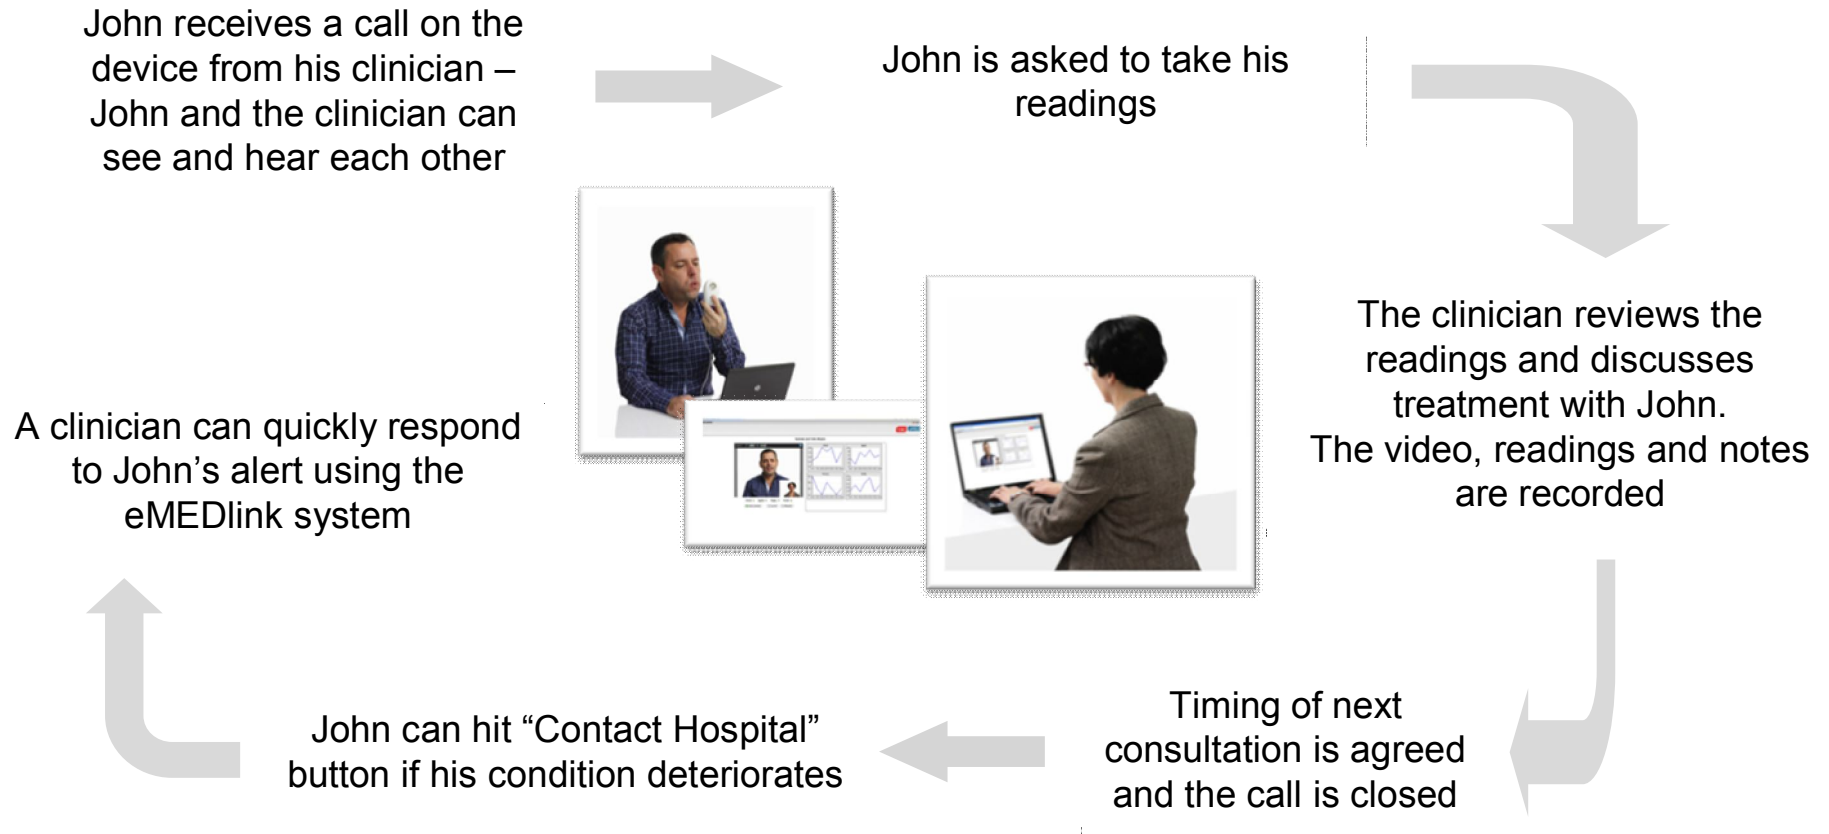 John receives a call on the
device from his clinician –
John and the clinician can
see and hear each other
John is asked to take his
readings
The clinician reviews the
readings and discusses
treatment with John.
The video, readings and notes
are recorded
Timing of next
consultation is agreed
and the call is closed
John can hit “Contact Hospital”
button if his condition deteriorates
A clinician can quickly respond
to John’s alert using the
eMEDlink system